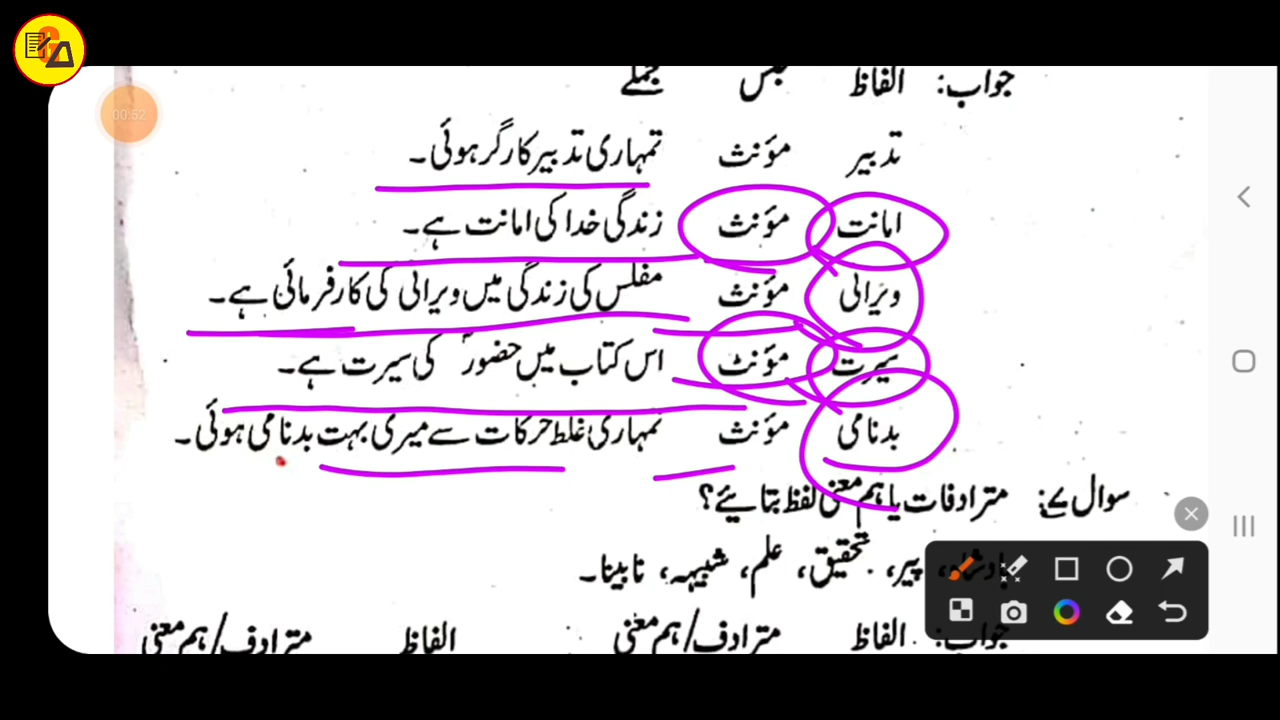 00:52
جواب: الفاظ جنس جملے
تدبیر مؤنث تمہاری تدبیر کارگر ہوئی۔
امانت مؤنث زندگی خدا کی امانت ہے۔
ویرانی مؤنث مفلس کی زندگی میں ویرانی کی کارفرمائی ہے۔
سیرت مؤنث اس کتاب میں حضورؐ کی سیرت ہے۔
بدنامی مؤنث تمہاری غلط حرکات سے میری بہت بدنامی ہوئی۔
سوال ۷: مترادفات یا ہم معنی لفظ بتائیے؟
پیر، تحقیق، علم، شبیہہ، نابینا۔
جواب: الفاظ مترادف/ہم معنی الفاظ مترادف/ہم معنی